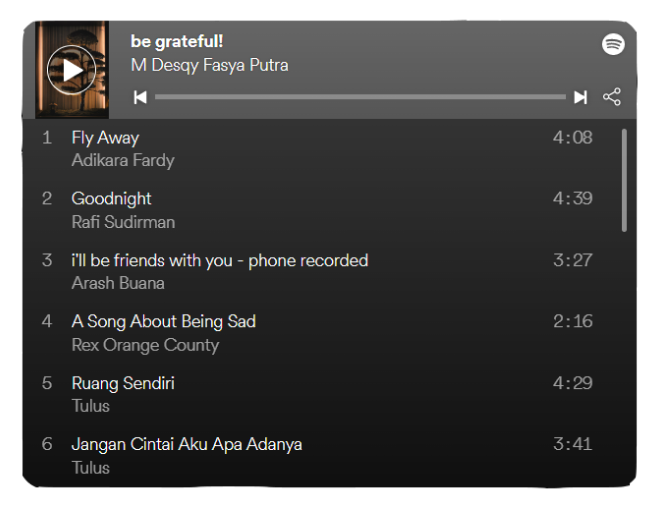 be grateful!
M Desqy Fasya Putra
1 Fly Away 4:08
Adikara Fardy
2 Goodnight 4:39
Rafi Sudirman
3 i'll be friends with you - phone recorded 3:27
Arash Buana
4 A Song About Being Sad 2:16
Rex Orange County
5 Ruang Sendiri 4:29
Tulus
6 Jangan Cintai Aku Apa Adanya 3:41
Tulus